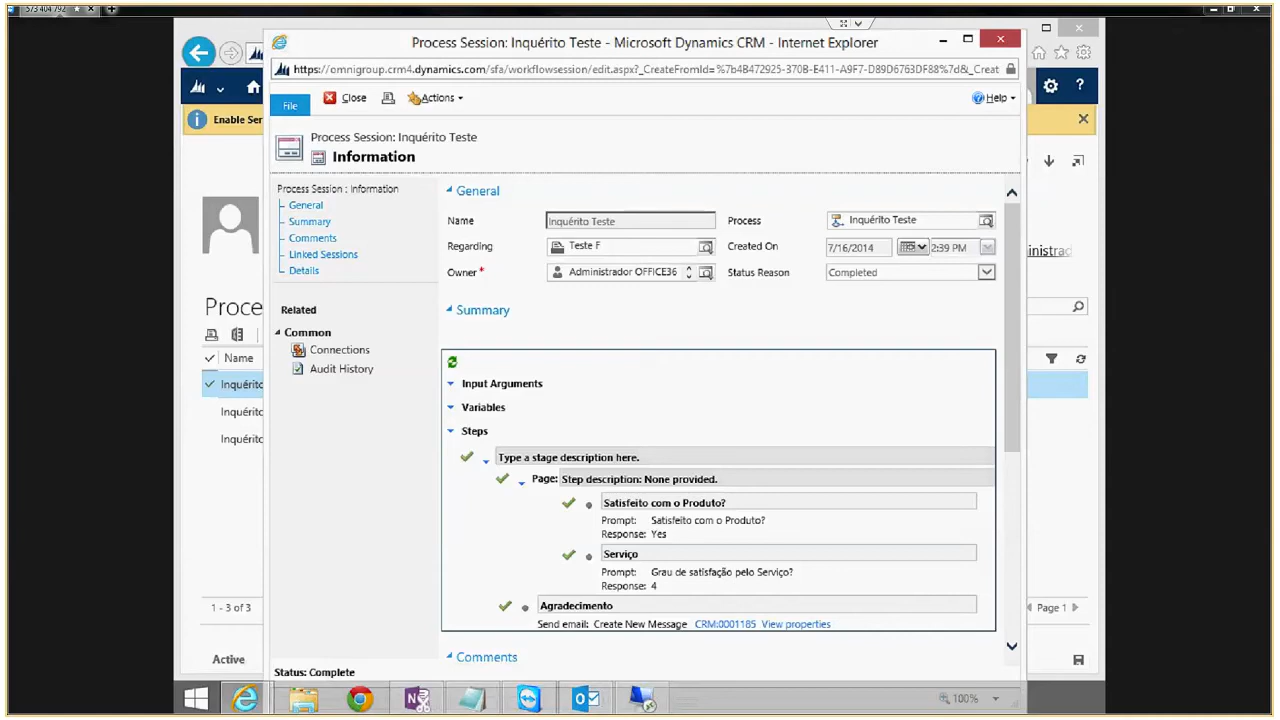 573 404 792
Process Session: Inquérito Teste - Microsoft Dynamics CRM - Internet Explorer
https://omnigroup.crm4.dynamics.com/sfa/workflowsession/edit.aspx?_CreateFromId=%7b4B472925-370B-E411-A9F7-D89D6763DF88%7d&_Creat
File
Close
Actions
Help
?
Enable Ser
Process Session: Inquérito Teste
Information
Process Session : Information
General
Summary
Comments
Linked Sessions
Details
Related
Common
Connections
Audit History
General
Name
Inquérito Teste
Process
Inquérito Teste
Regarding
Teste F
Created On
7/16/2014
2:39 PM
Owner*
Administrador OFFICE36
Status Reason
Completed
Summary
Input Arguments
Variables
Steps
Type a stage description here.
Page: Step description: None provided.
Satisfeito com o Produto?
Prompt: Satisfeito com o Produto?
Response: Yes
Serviço
Prompt: Grau de satisfação pelo Serviço?
Response: 4
Agradecimento
Send email: Create New Message CRM:0001185 View properties
Comments
Status: Complete
inistrac
Proce
Name
Inquérito
Inquérito
Inquérito
1 - 3 of 3
Page 1
Active
100%